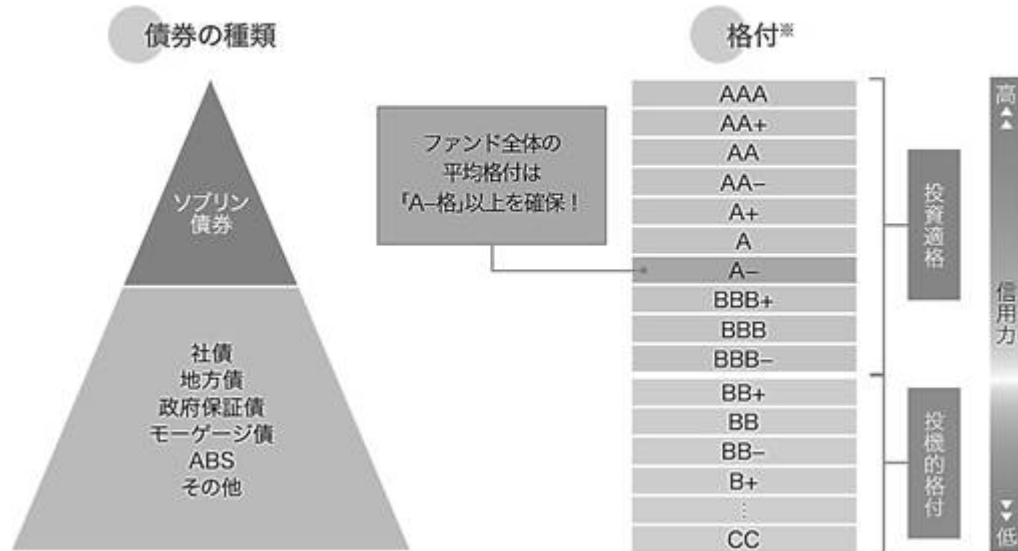 債券の種類
ソブリン
債券
社債
地方債
政府保証債
モーゲージ債
ABS
その他
ファンド全体の
平均格付は
「A–格」以上を確保！
格付※
AAA
AA+
AA
AA–
A+
A
A–
BBB+
BBB
BBB–
BB+
BB
BB–
B+
⋮
CC
投資適格
投機的格付
高
信用力
低